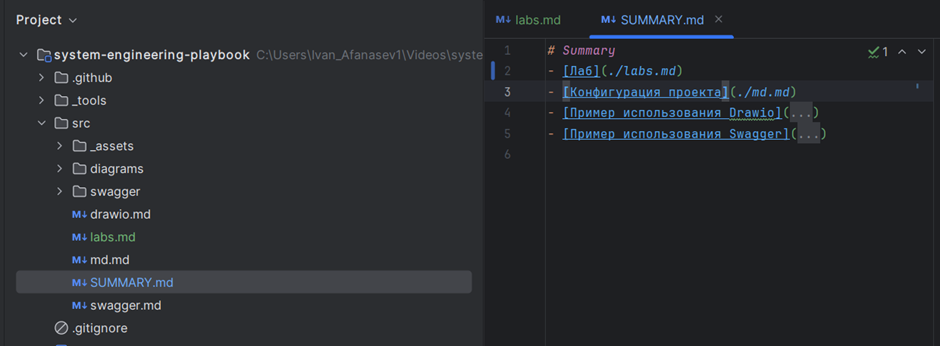 Project
system-engineering-playbook C:\Users\Ivan_Afanasev1\Videos\syste
.github
_tools
src
_assets
diagrams
swagger
M↓ drawio.md
M↓ labs.md
M↓ md.md
M↓ SUMMARY.md
M↓ swagger.md
.gitignore
M↓ labs.md M↓ SUMMARY.md ×
1 # Summary 1
2 - [Лаб](./labs.md)
3 - [Конфигурация проекта](./md.md)
4 - [Пример использования Drawio](...)
5 - [Пример использования Swagger](...)
6